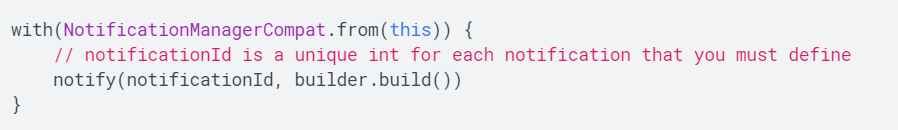 with(NotificationManagerCompat.from(this)) {
    // notificationId is a unique int for each notification that you must define
    notify(notificationId, builder.build())
}